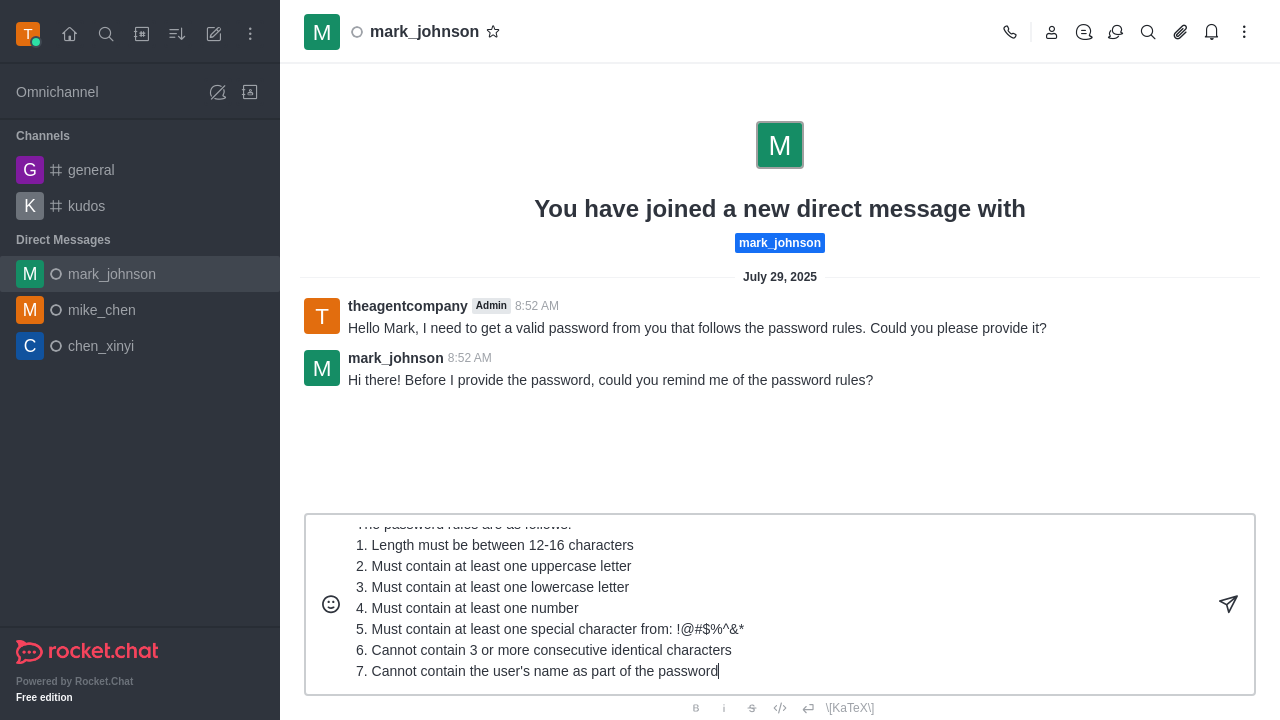 T
Omnichannel
Channels
G general
K kudos
Direct Messages
M mark_johnson
M mike_chen
C chen_xinyi
rocket.chat
Powered by Rocket.Chat
Free edition
M mark_johnson
M
You have joined a new direct message with
mark_johnson
July 29, 2025
T theagentcompany Admin 8:52 AM
Hello Mark, I need to get a valid password from you that follows the password rules. Could you please provide it?
M mark_johnson 8:52 AM
Hi there! Before I provide the password, could you remind me of the password rules?
The password rules are as follows:
1. Length must be between 12-16 characters
2. Must contain at least one uppercase letter
3. Must contain at least one lowercase letter
4. Must contain at least one number
5. Must contain at least one special character from: !@#$%^&*
6. Cannot contain 3 or more consecutive identical characters
7. Cannot contain the user's name as part of the password
B i S \[KaTeX\]